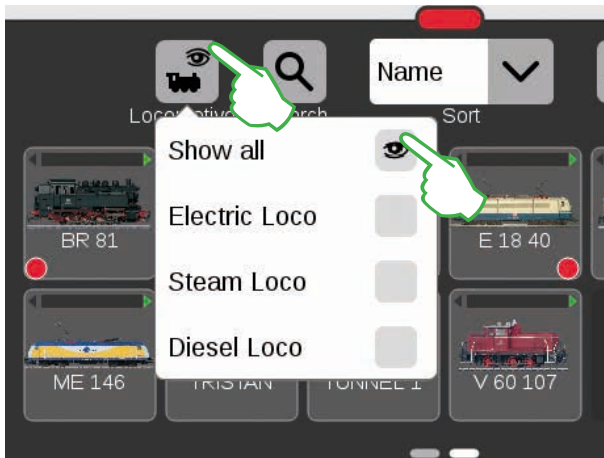 Name
Sort
Show all
Electric Loco
Steam Loco
Diesel Loco
BR 81
E 18 40
ME 146
TRISTAN
TUNNEL 1
V 60 107